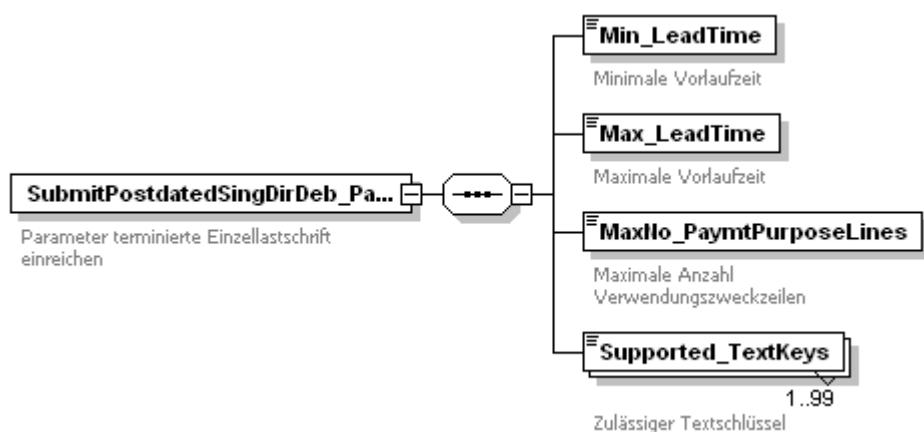 Min_LeadTime
Minimale Vorlaufzeit
Max_LeadTime
Maximale Vorlaufzeit
SubmitPostdatedSingDirDeb_Pa...
Parameter terminierte Einzellastschrift
einreichen
MaxNo_PaymtPurposeLines
Maximale Anzahl
Verwendungszweckzeilen
Supported_TextKeys
1..99
Zulässiger Textschlüssel